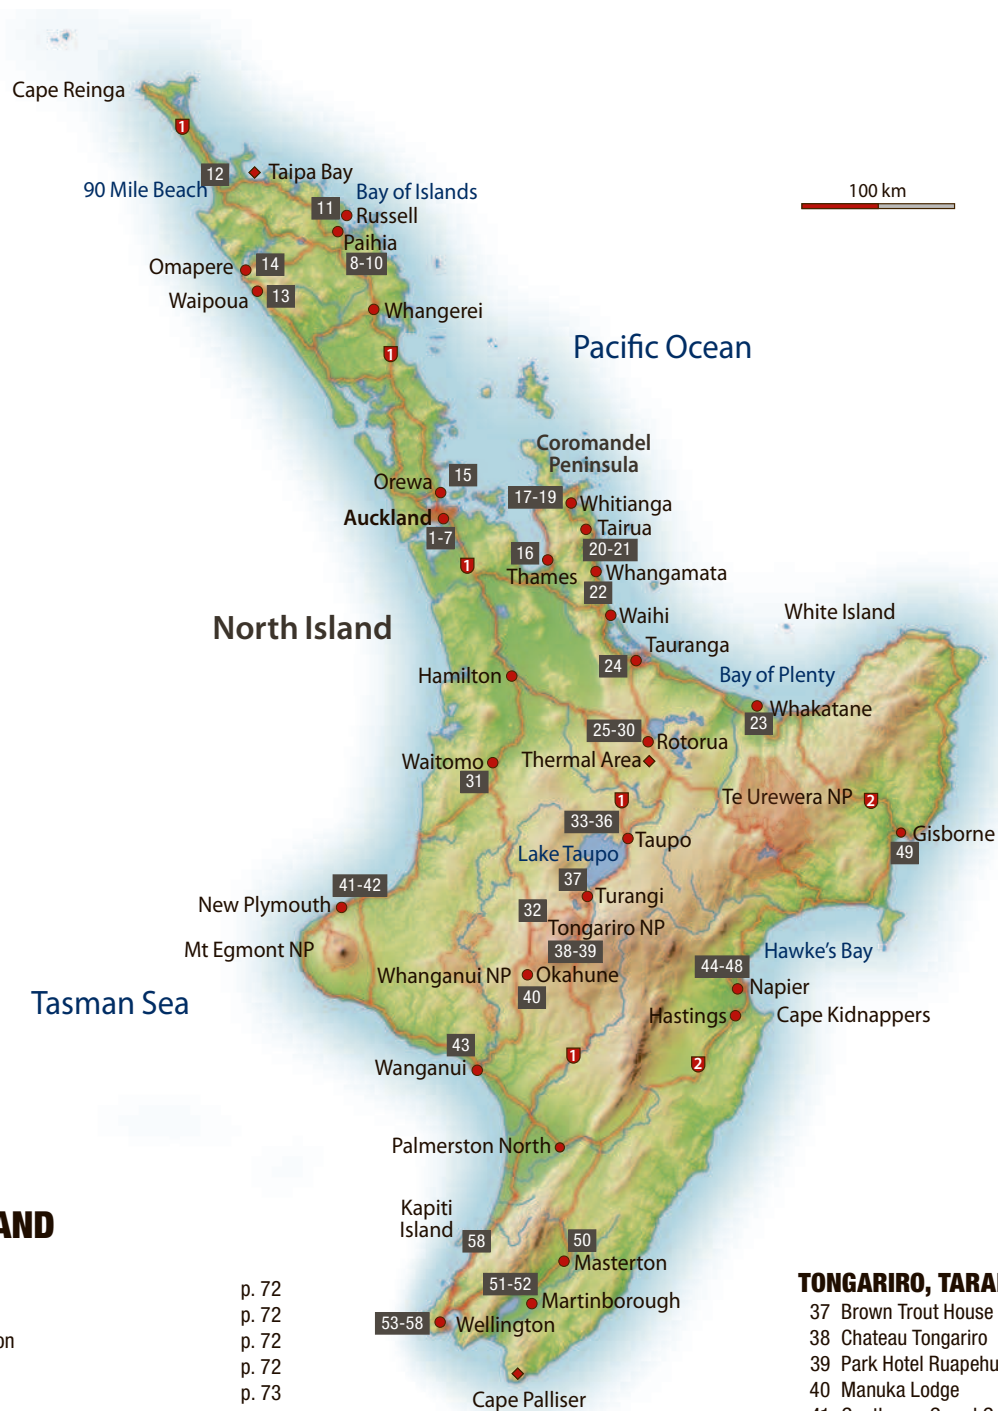 Cape Reinga
1
12
Taipa Bay
90 Mile Beach
Bay of Islands
11
Russell
Paihia
8-10
100 km
Omapere
14
Waipoua
13
Whangerei
1
Pacific Ocean
Coromandel
Peninsula
Orewa
15
17-19
Whitianga
Auckland
1-7
Tairua
20-21
16
Thames
1
Whangamata
22
North Island
Waihi
White Island
Tauranga
24
Bay of Plenty
Hamilton
Whakatane
23
25-30
Rotorua
Waitomo
31
Thermal Area
1
Te Urewera NP
2
33-36
Taupo
Gisborne
49
Lake Taupo
41-42
New Plymouth
37
Turangi
32
Tongariro NP
Mt Egmont NP
38-39
Hawke's Bay
44-48
Whanganui NP
Okahune
40
Napier
Tasman Sea
Hastings
Cape Kidnappers
43
Wanganui
1
2
Palmerston North
Kapiti
Island
58
50
Masterton
51-52
Martinborough
53-58
Wellington
Cape Palliser
AND
p. 72
p. 72
on
p. 72
p. 72
p. 73
37 Brown Trout House
38 Chateau Tongariro
39 Park Hotel Ruapehu
40 Manuka Lodge